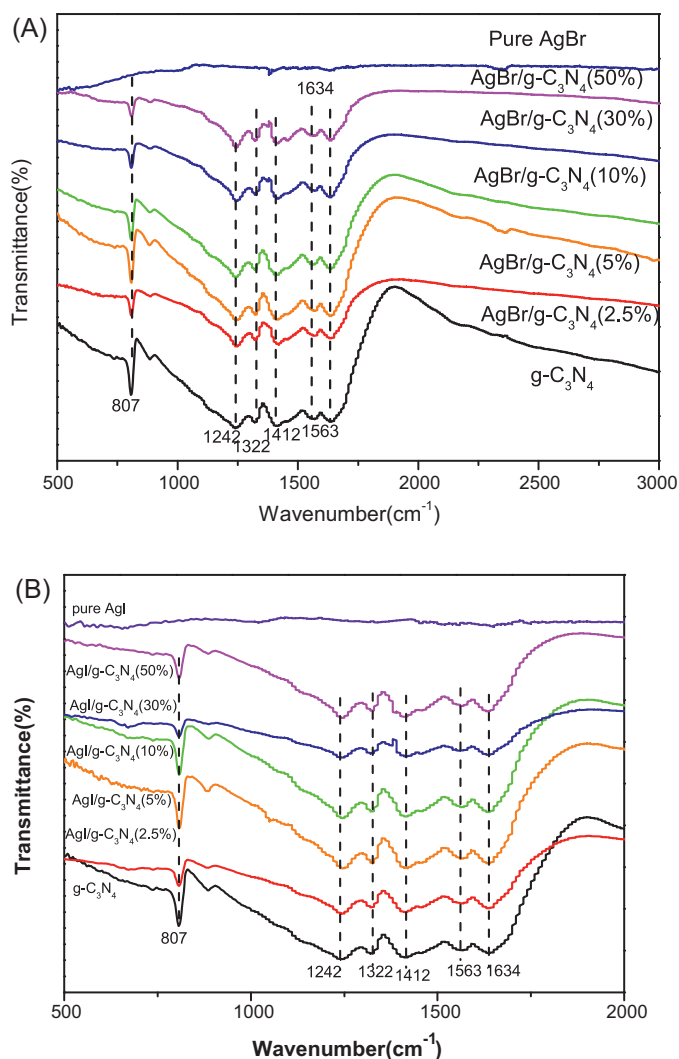 (A)
Pure AgBr
AgBr/g-C₃N₄(50%)
1634
AgBr/g-C₃N₄(30%)
AgBr/g-C₃N₄(10%)
AgBr/g-C₃N₄(5%)
AgBr/g-C₃N₄(2.5%)
g-C₃N₄
Transmittance(%)
807
1242
1322
1412
1563
500 1000 1500 2000 2500 3000
Wavenumber(cm⁻¹)
(B)
pure AgI
AgI/g-C₃N₄(50%)
AgI/g-C₃N₄(30%)
AgI/g-C₃N₄(10%)
AgI/g-C₃N₄(5%)
AgI/g-C₃N₄(2.5%)
g-C₃N₄
Transmittance(%)
807
1242 1322 1412 1563 1634
500 1000 1500 2000
Wavenumber(cm⁻¹)